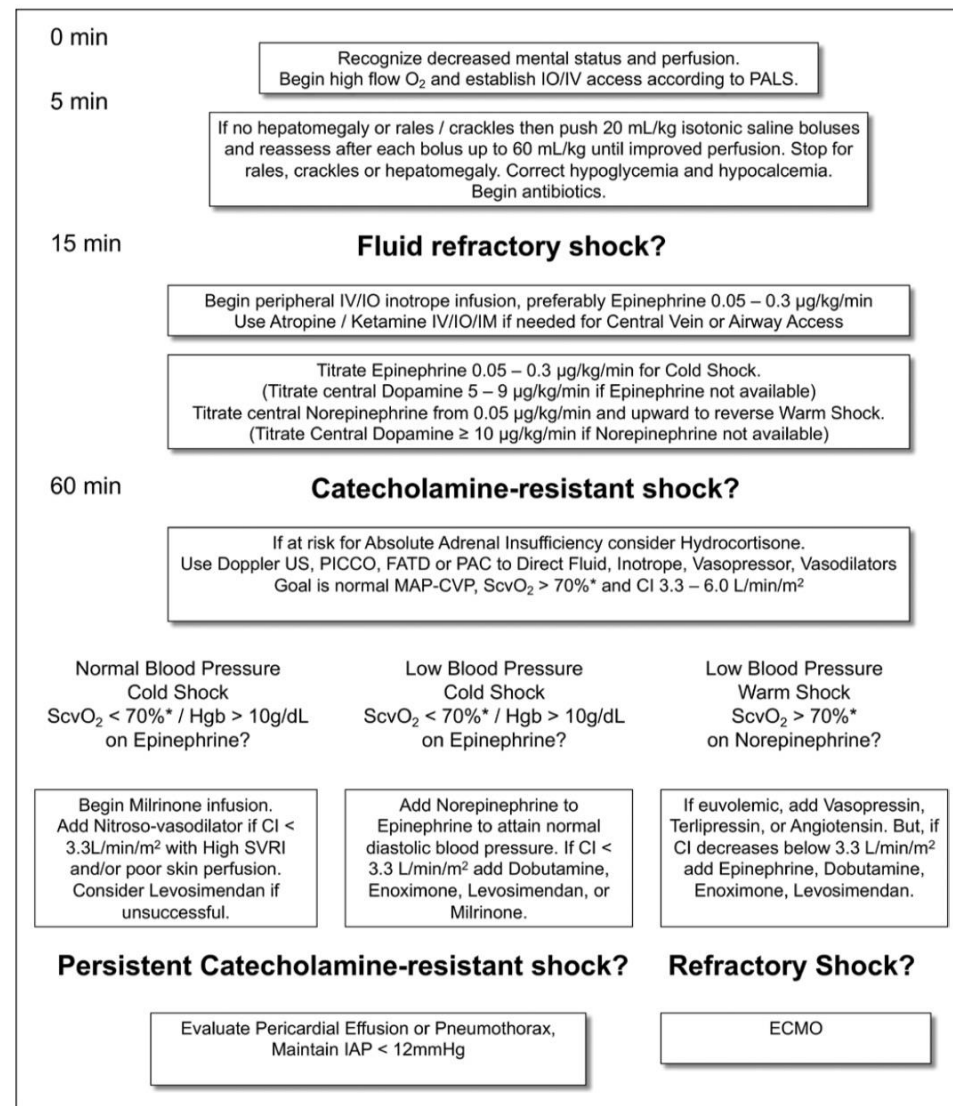 0 min
Recognize decreased mental status and perfusion.
Begin high flow O₂ and establish IO/IV access according to PALS.
5 min
If no hepatomegaly or rales / crackles then push 20 mL/kg isotonic saline boluses
and reassess after each bolus up to 60 mL/kg until improved perfusion. Stop for
rales, crackles or hepatomegaly. Correct hypoglycemia and hypocalcemia.
Begin antibiotics.
15 min
Fluid refractory shock?
Begin peripheral IV/IO inotrope infusion, preferably Epinephrine 0.05 – 0.3 µg/kg/min
Use Atropine / Ketamine IV/IO/IM if needed for Central Vein or Airway Access
Titrate Epinephrine 0.05 – 0.3 µg/kg/min for Cold Shock.
(Titrate central Dopamine 5 – 9 µg/kg/min if Epinephrine not available)
Titrate central Norepinephrine from 0.05 µg/kg/min and upward to reverse Warm Shock.
(Titrate Central Dopamine ≥ 10 µg/kg/min if Norepinephrine not available)
60 min
Catecholamine-resistant shock?
If at risk for Absolute Adrenal Insufficiency consider Hydrocortisone.
Use Doppler US, PICCO, FATD or PAC to Direct Fluid, Inotrope, Vasopressor, Vasodilators
Goal is normal MAP-CVP, ScvO₂ > 70%* and CI 3.3 – 6.0 L/min/m²
Normal Blood Pressure
Cold Shock
ScvO₂ < 70%* / Hgb > 10g/dL
on Epinephrine?
Low Blood Pressure
Cold Shock
ScvO₂ < 70%* / Hgb > 10g/dL
on Epinephrine?
Low Blood Pressure
Warm Shock
ScvO₂ > 70%*
on Norepinephrine?
Begin Milrinone infusion.
Add Nitroso-vasodilator if CI <
3.3L/min/m² with High SVRI
and/or poor skin perfusion.
Consider Levosimendan if
unsuccessful.
Add Norepinephrine to
Epinephrine to attain normal
diastolic blood pressure. If CI <
3.3 L/min/m² add Dobutamine,
Enoximone, Levosimendan, or
Milrinone.
If euvolemic, add Vasopressin,
Terlipressin, or Angiotensin. But, if
CI decreases below 3.3 L/min/m²
add Epinephrine, Dobutamine,
Enoximone, Levosimendan.
Persistent Catecholamine-resistant shock?
Refractory Shock?
Evaluate Pericardial Effusion or Pneumothorax,
Maintain IAP < 12mmHg
ECMO